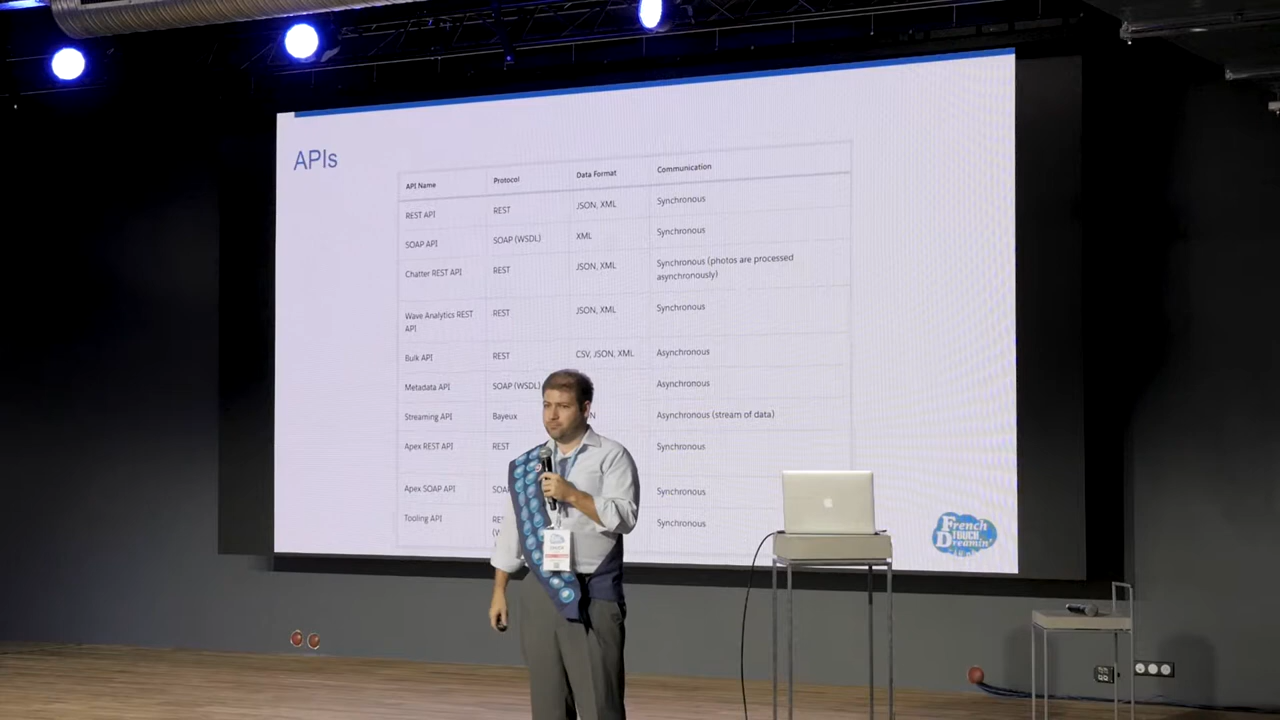 APIs
API Name Protocol Data Format Communication
REST API REST JSON, XML Synchronous
SOAP API SOAP (WSDL) XML Synchronous
Chatter REST API REST JSON, XML Synchronous (photos are processed
asynchronously)
Wave Analytics REST REST JSON, XML Synchronous
API
Bulk API REST CSV, JSON, XML Asynchronous
Metadata API SOAP (WSDL) Asynchronous
Streaming API Bayeux Asynchronous (stream of data)
Apex REST API REST Synchronous
Apex SOAP API Synchronous
Tooling API Synchronous
French
TOUCH
Dreamin'